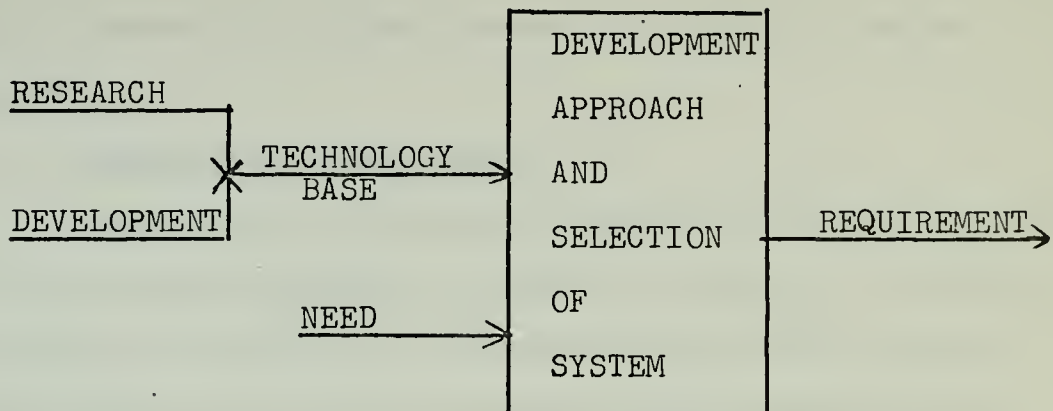 RESEARCH
DEVELOPMENT
TECHNOLOGY
BASE
NEED
DEVELOPMENT
APPROACH
AND
SELECTION
OF
SYSTEM
REQUIREMENT